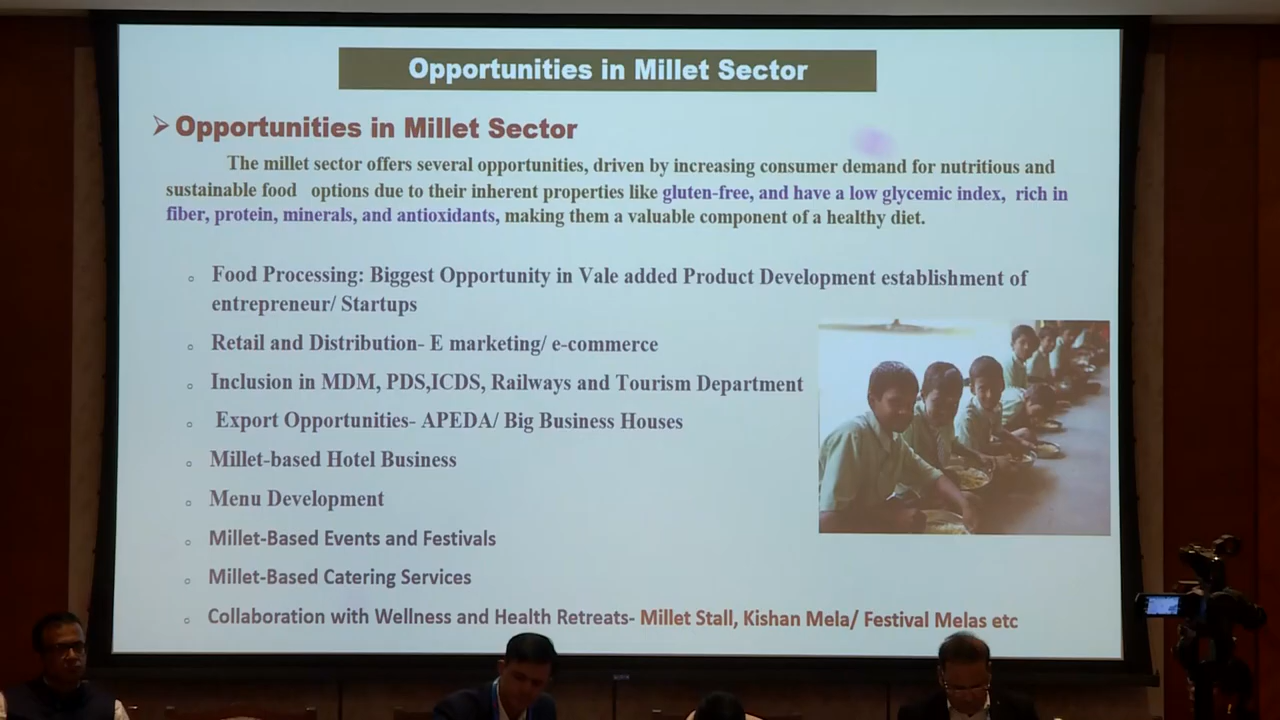 Opportunities in Millet Sector
Opportunities in Millet Sector
The millet sector offers several opportunities, driven by increasing consumer demand for nutritious and
sustainable food options due to their inherent properties like gluten-free, and have a low glycemic index, rich in
fiber, protein, minerals, and antioxidants, making them a valuable component of a healthy diet.
Food Processing: Biggest Opportunity in Vale added Product Development establishment of
entrepreneur/ Startups
Retail and Distribution- E marketing/ e-commerce
Inclusion in MDM, PDS,ICDS, Railways and Tourism Department
Export Opportunities- APEDA/ Big Business Houses
Millet-based Hotel Business
Menu Development
Millet-Based Events and Festivals
Millet-Based Catering Services
Collaboration with Wellness and Health Retreats- Millet Stall, Kishan Mela/ Festival Melas etc